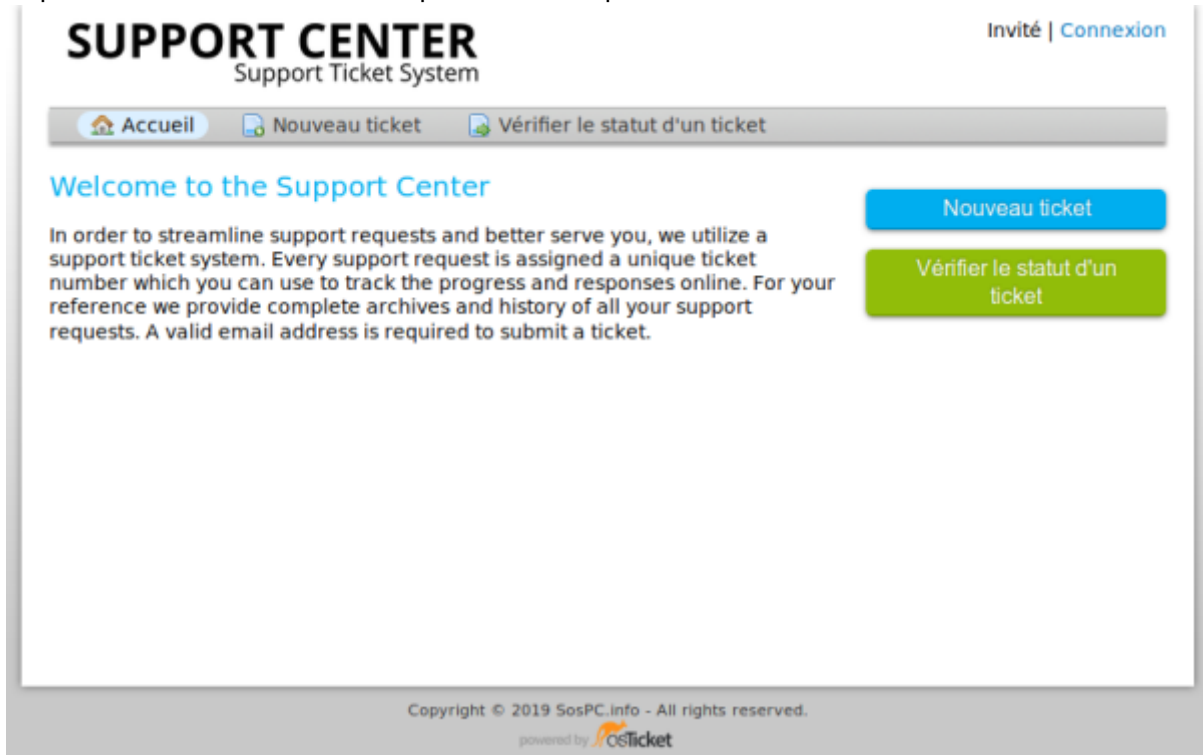 SUPPORT CENTER
Support Ticket System
Invité | Connexion
Accueil
Nouveau ticket
Vérifier le statut d'un ticket
Welcome to the Support Center
In order to streamline support requests and better serve you, we utilize a
support ticket system. Every support request is assigned a unique ticket
number which you can use to track the progress and responses online. For your
reference we provide complete archives and history of all your support
requests. A valid email address is required to submit a ticket.
Nouveau ticket
Vérifier le statut d'un
ticket
Copyright © 2019 SosPC.info - All rights reserved.
powered by osTicket